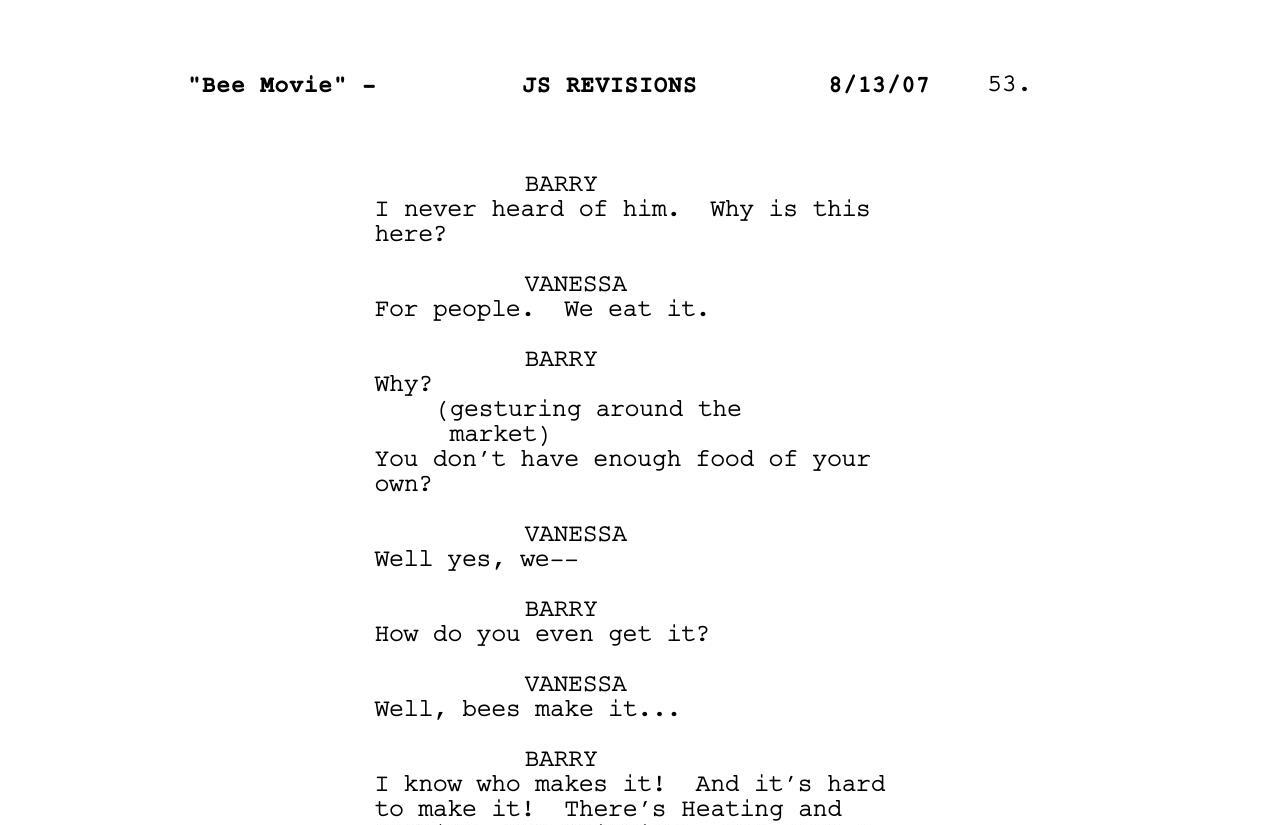 "Bee Movie" - JS REVISIONS 8/13/07 53.
BARRY
I never heard of him.  Why is this
here?
VANESSA
For people.  We eat it.
BARRY
Why?
(gesturing around the
market)
You don’t have enough food of your
own?
VANESSA
Well yes, we--
BARRY
How do you even get it?
VANESSA
Well, bees make it...
BARRY
I know who makes it!  And it’s hard
to make it!  There’s Heating and